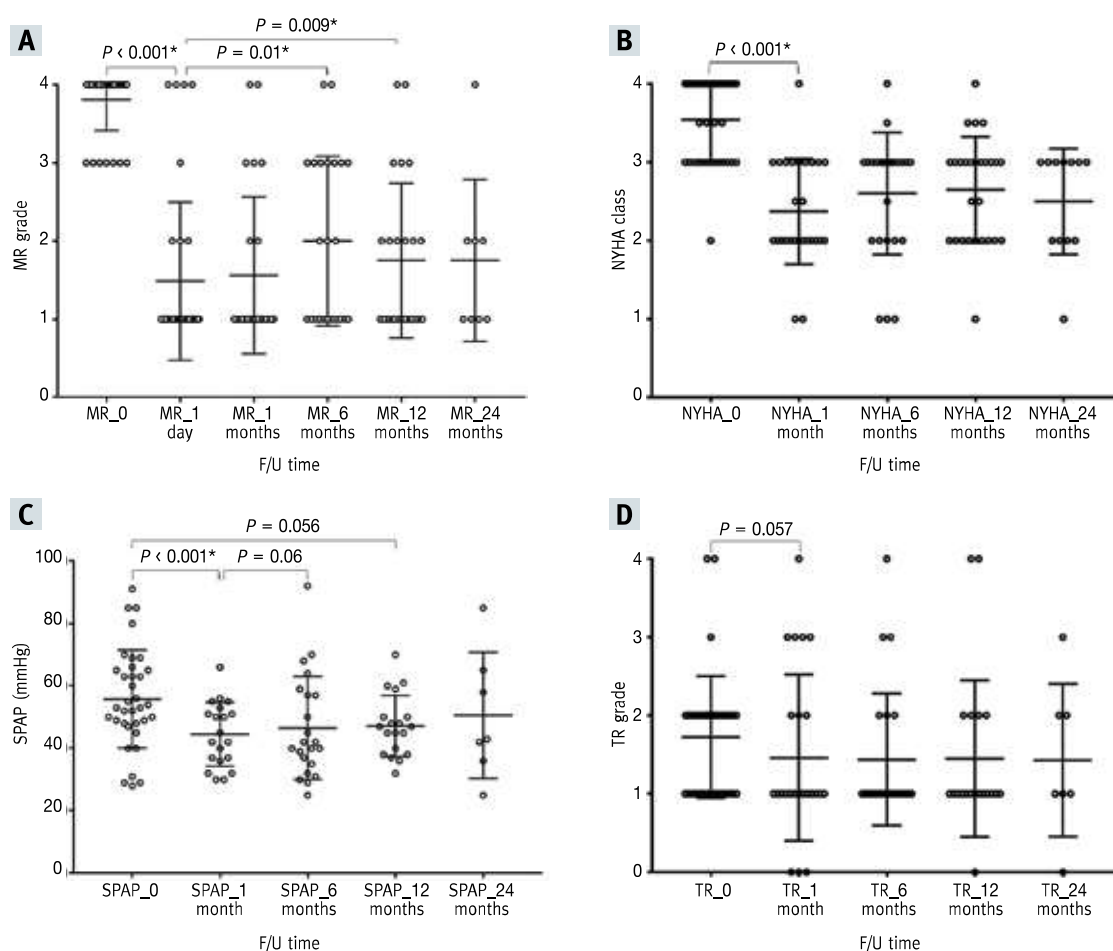 A
P = 0.009*
P < 0.001*
P = 0.01*
4
3
2
1
0
MR grade
MR_0
MR_1
day
MR_1
months
MR_6
months
MR_12
months
MR_24
months
F/U time
B
P < 0.001*
4
3
2
1
0
NYHA class
NYHA_0
NYHA_1
month
NYHA_6
months
NYHA_12
months
NYHA_24
months
F/U time
C
P = 0.056
P < 0.001*
P = 0.06
100
80
60
40
20
0
SPAP (mmHg)
SPAP_0
SPAP_1
month
SPAP_6
months
SPAP_12
months
SPAP_24
months
F/U time
D
P = 0.057
4
3
2
1
0
TR grade
TR_0
TR_1
month
TR_6
months
TR_12
months
TR_24
months
F/U time